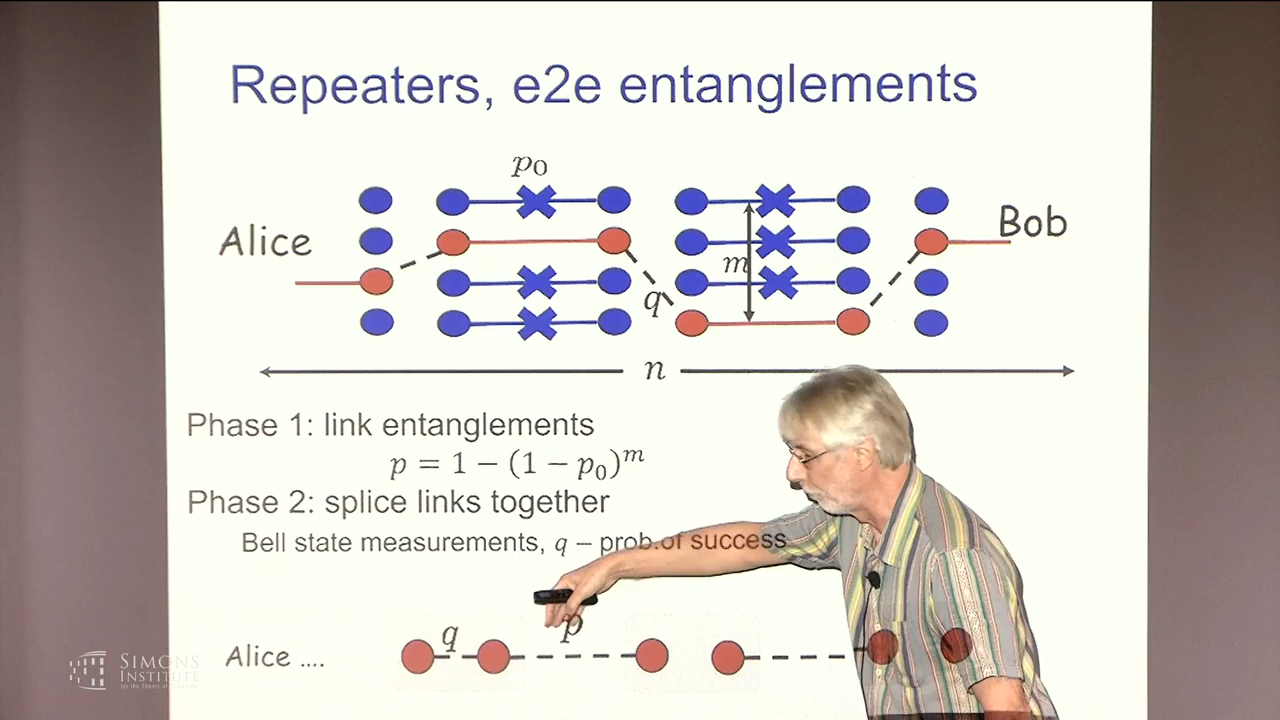 Repeaters, e2e entanglements
p₀
Alice
Bob
m
q
n
Phase 1: link entanglements
p = 1 − (1 − p₀)ᵐ
Phase 2: splice links together
Bell state measurements, q – prob.of success
q
p
Alice ....
SIMONS
INSTITUTE